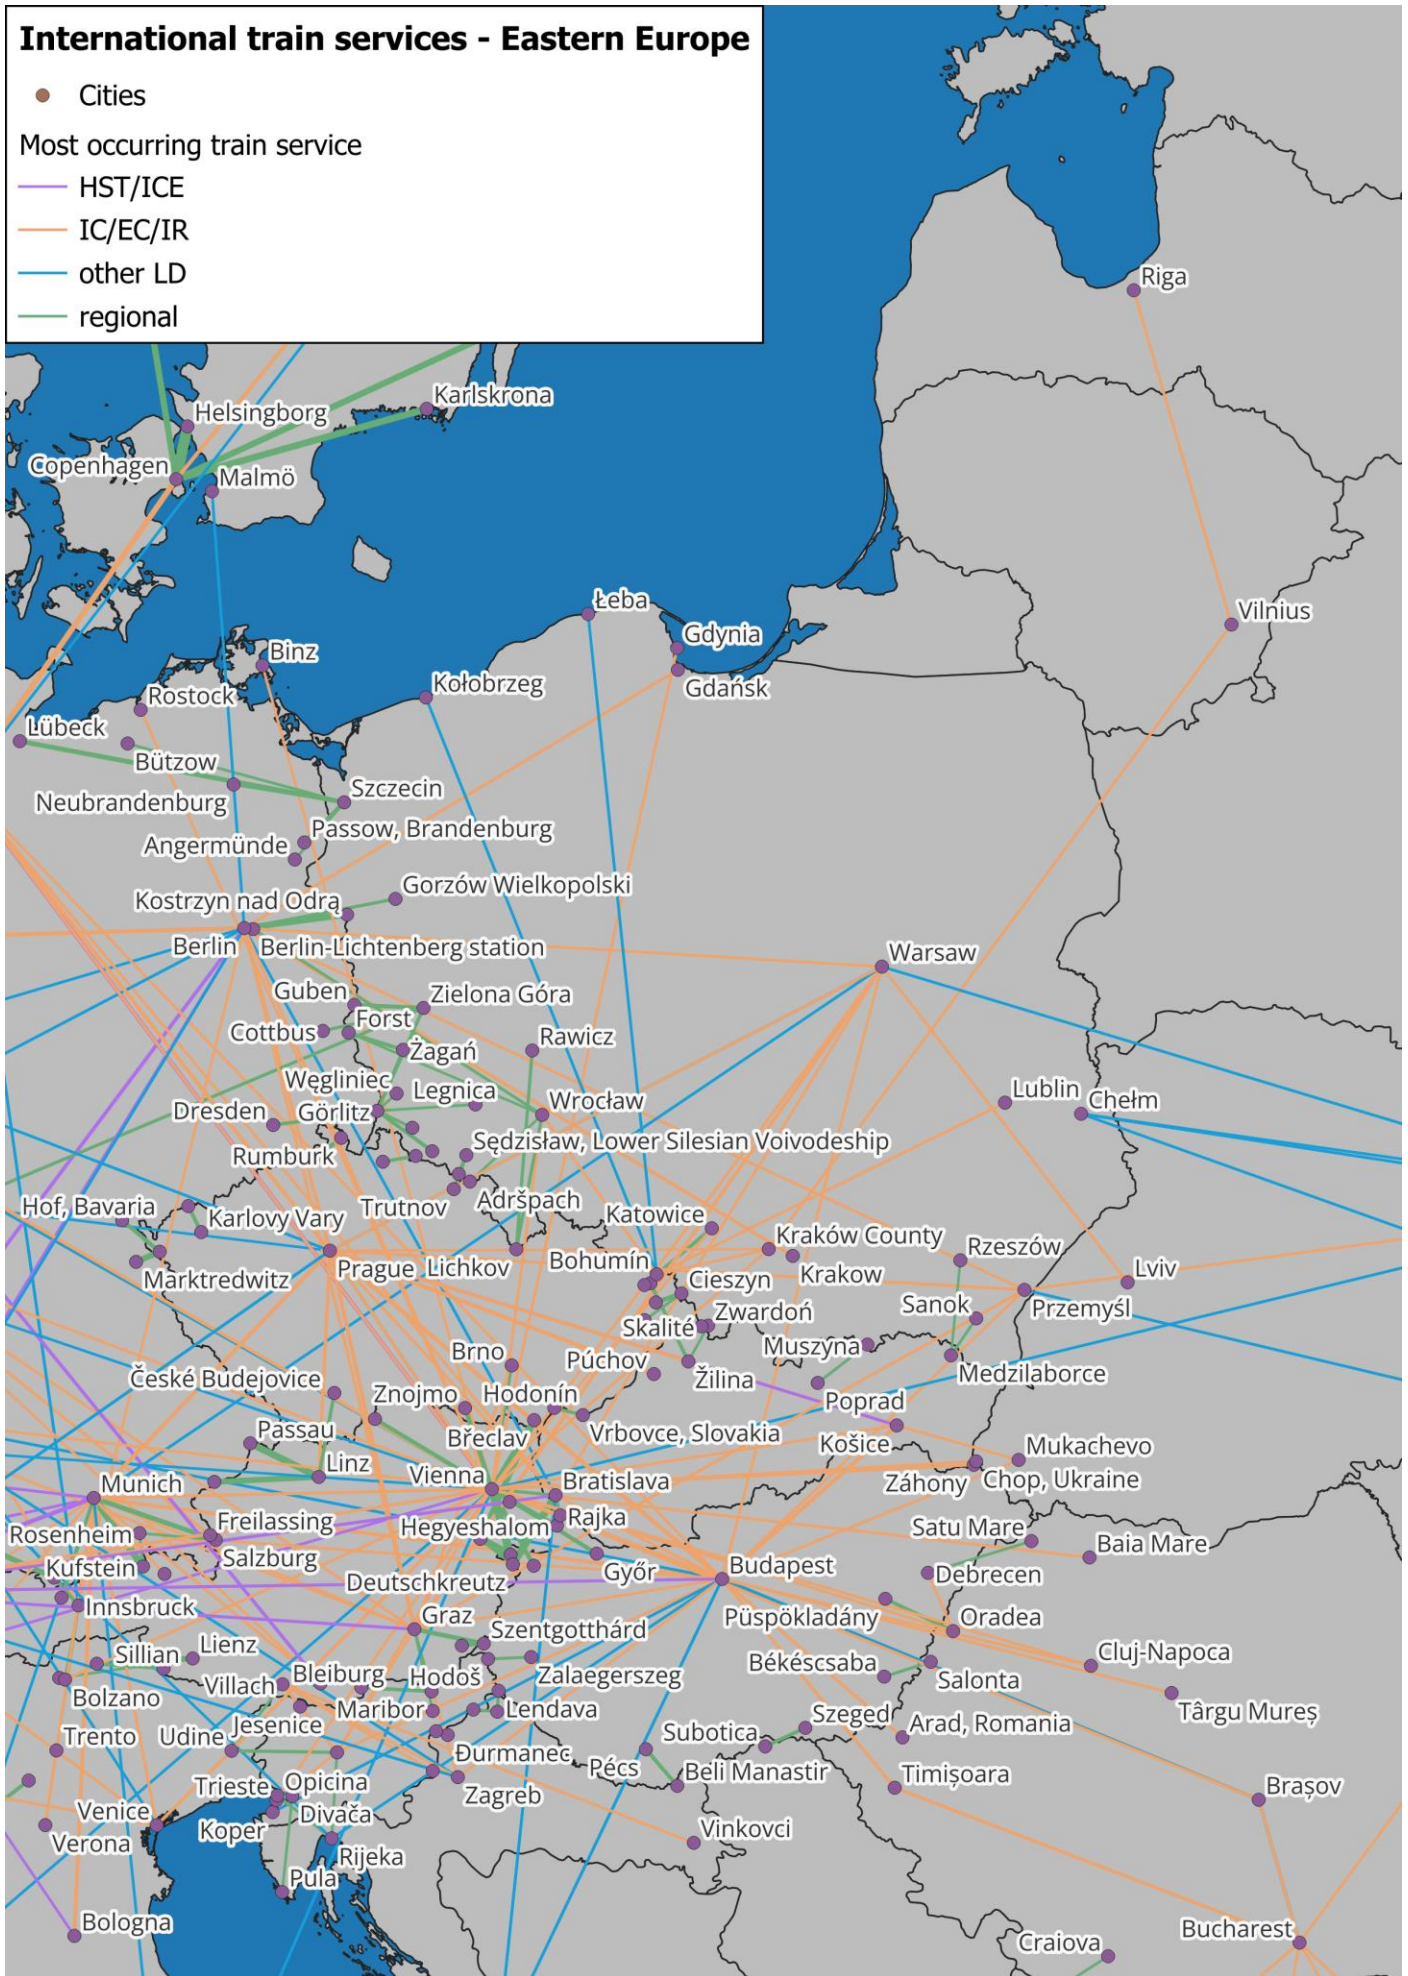 International train services - Eastern Europe
Cities
Most occurring train service
HST/ICE
IC/EC/IR
other LD
regional
Riga
Karlskrona
Helsingborg
Copenhagen
Malmö
Łeba
Vilnius
Gdynia
Binz
Gdańsk
Kołobrzeg
Rostock
Lübeck
Bützow
Szczecin
Neubrandenburg
Passow, Brandenburg
Angermünde
Gorzów Wielkopolski
Kostrzyn nad Odrą
Berlin
Berlin-Lichtenberg station
Warsaw
Guben
Zielona Góra
Forst
Cottbus
Rawicz
Żagań
Węgliniec
Legnica
Lublin
Chełm
Dresden
Görlitz
Wrocław
Rumburk
Sędzisław, Lower Silesian Voivodeship
Trutnov
Adršpach
Hof, Bavaria
Karlovy Vary
Katowice
Kraków County
Rzeszów
Marktredwitz
Prague
Lichkov
Bohumín
Krakow
Lviv
Cieszyn
Przemyśl
Sanok
Zwardoń
Skalité
Muszyna
Brno
Púchov
Žilina
Medzilaborce
České Budejovice
Znojmo
Hodonín
Poprad
Passau
Břeclav
Vrbovce, Slovakia
Košice
Mukachevo
Linz
Vienna
Bratislava
Záhony
Chop, Ukraine
Munich
Rosenheim
Freilassing
Hegyeshalom
Rajka
Satu Mare
Baia Mare
Kufstein
Salzburg
Deutschkreutz
Győr
Budapest
Debrecen
Innsbruck
Graz
Szentgotthárd
Püspökladány
Oradea
Sillian
Lienz
Cluj-Napoca
Bolzano
Villach
Bleiburg
Hodoš
Zalaegerszeg
Békéscsaba
Salonta
Târgu Mureș
Trento
Udine
Jesenice
Maribor
Lendava
Szeged
Arad, Romania
Subotica
Đurmanec
Pécs
Beli Manastir
Timișoara
Brașov
Trieste
Opicina
Zagreb
Venice
Verona
Koper
Divača
Vinkovci
Rijeka
Pula
Bologna
Bucharest
Craiova